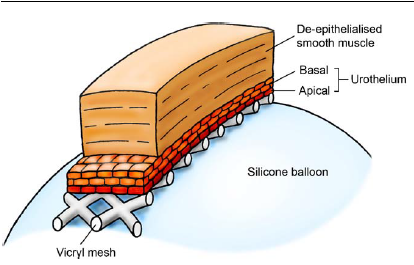 De-epithelialised
smooth muscle
Basal
Urothelium
Apical
Silicone balloon
Vicryl mesh